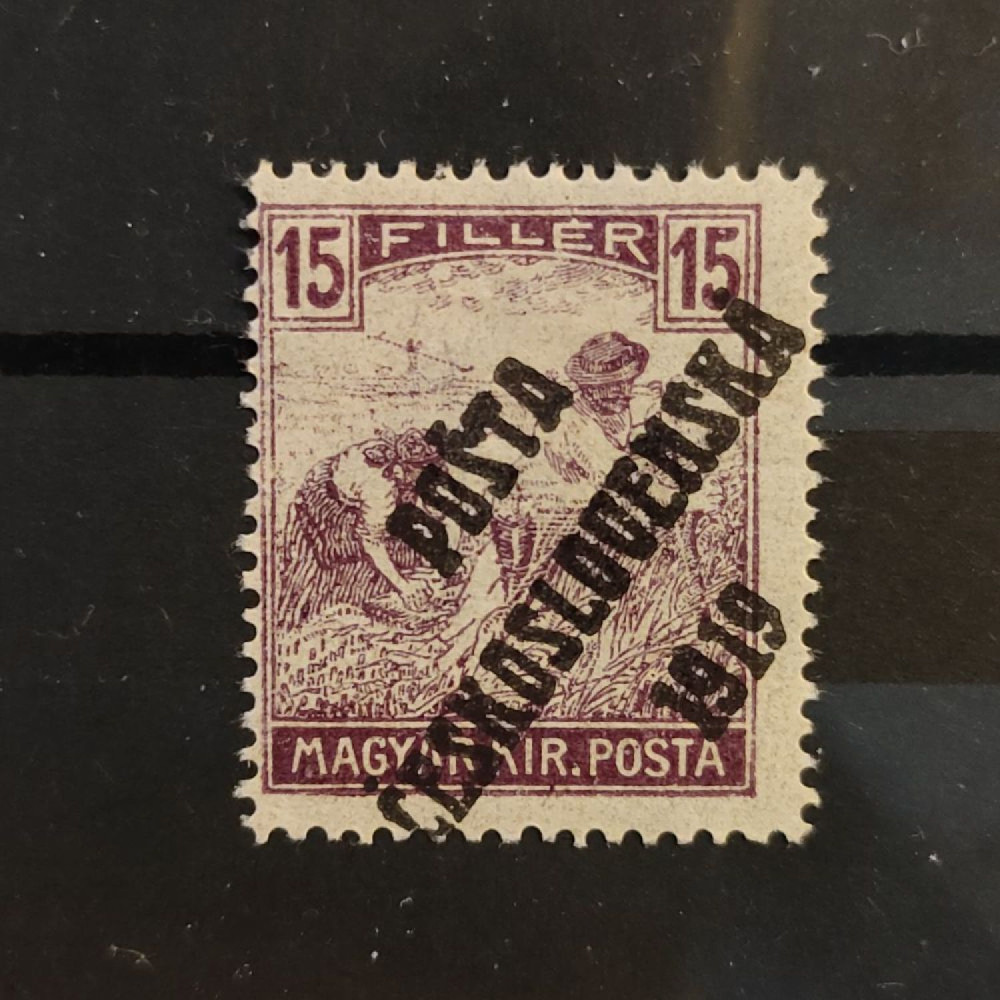 15 FILLÉR 15
POŠTA
ČESKOSLOVENSKÁ
1919
MAGYAR KIR. POSTA